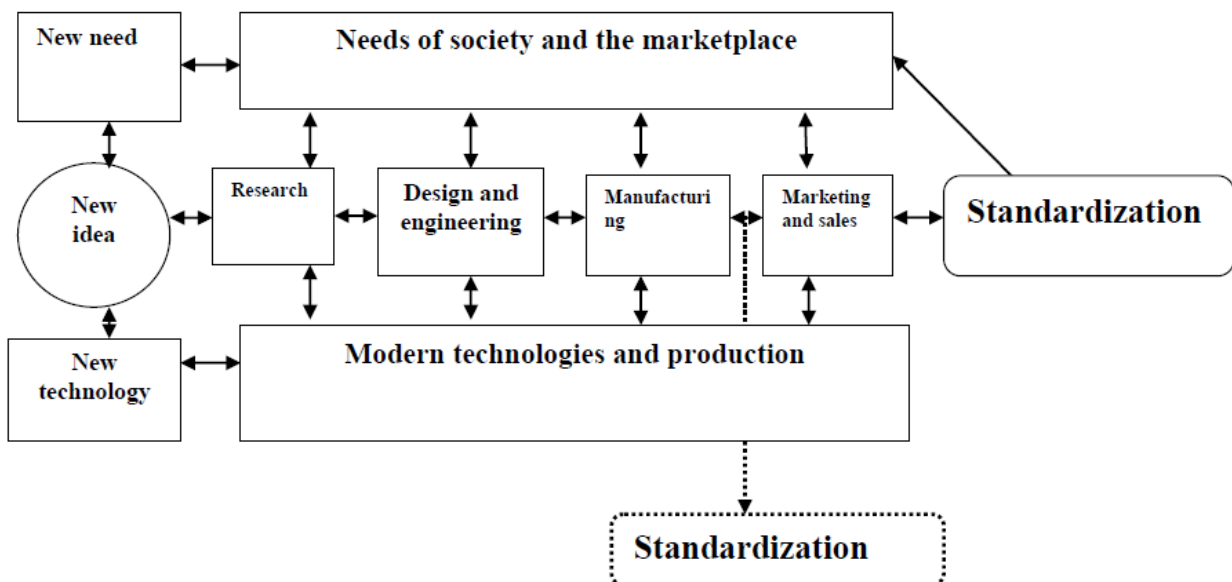 New need
Needs of society and the marketplace
New
idea
Research
Design and
engineering
Manufacturi
ng
Marketing
and sales
Standardization
New
technology
Modern technologies and production
Standardization